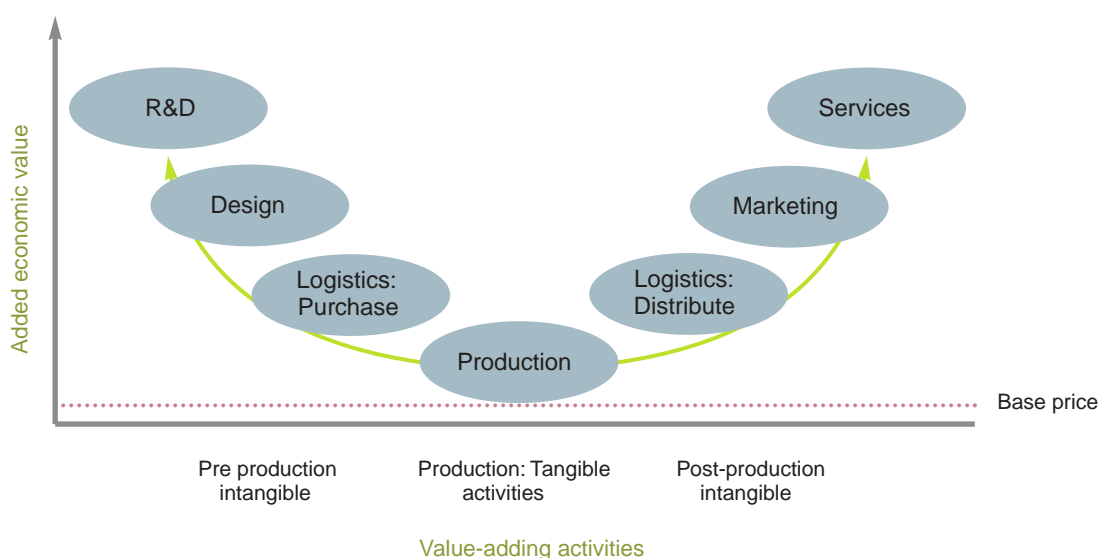 Added economic value
R&D
Services
Design
Marketing
Logistics:
Purchase
Logistics:
Distribute
Production
Base price
Pre production
intangible
Production: Tangible
activities
Post-production
intangible
Value-adding activities